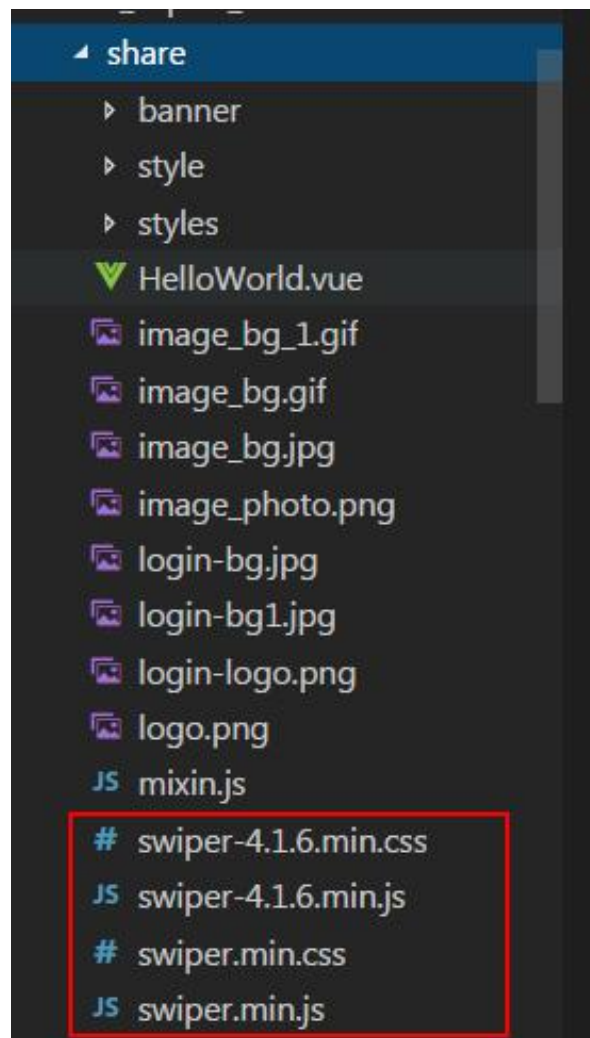 share
banner
style
styles
HelloWorld.vue
image_bg_1.gif
image_bg.gif
image_bg.jpg
image_photo.png
login-bg.jpg
login-bg1.jpg
login-logo.png
logo.png
JS mixin.js
# swiper-4.1.6.min.css
JS swiper-4.1.6.min.js
# swiper.min.css
JS swiper.min.js